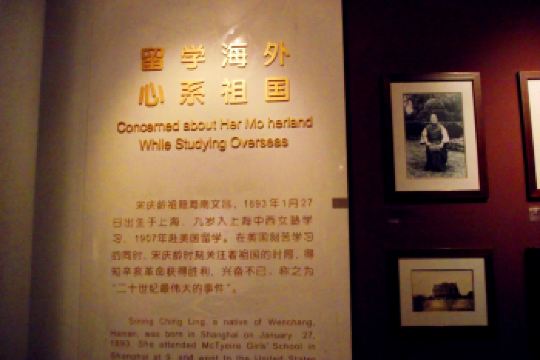 留学海外
心系祖国
Concerned about Her Mo herland
While Studying Overseas
宋庆龄祖籍海南文昌，1893年1月27
日出生于上海，九岁入上海中西女塾学
习，1907年赴美国留学。在美国刻苦学习
的同时，宋庆龄时刻关注着祖国的时局，得
知辛亥革命获得胜利，兴奋不已，称之为
“二十世纪最伟大的事件”。
Soong Ching Ling, a native of Wenchang,
Hainan, was born in Shanghai on January 27,
1893. She attended McTyeire Girls' School in
Shanghai at 9, and went to the United States